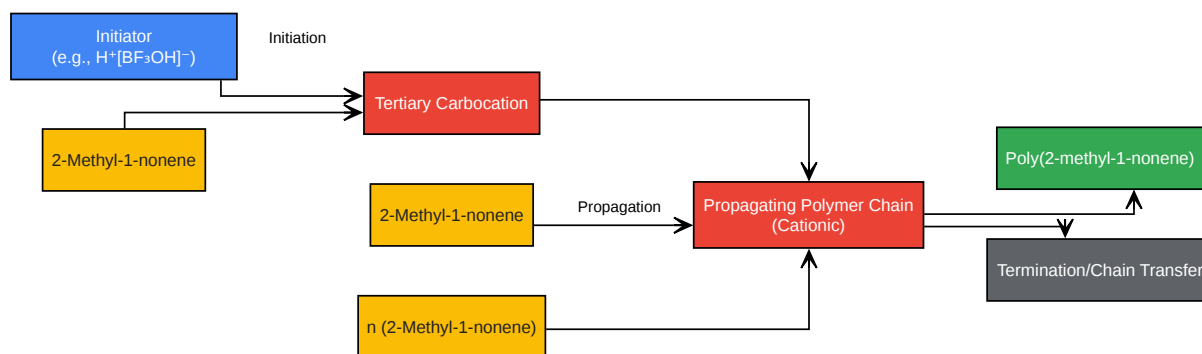 Initiator
(e.g., H⁺[BF₃OH]⁻)
Initiation
Tertiary Carbocation
2-Methyl-1-nonene
2-Methyl-1-nonene
Propagation
Propagating Polymer Chain
(Cationic)
Poly(2-methyl-1-nonene)
Termination/Chain Transfer
n (2-Methyl-1-nonene)